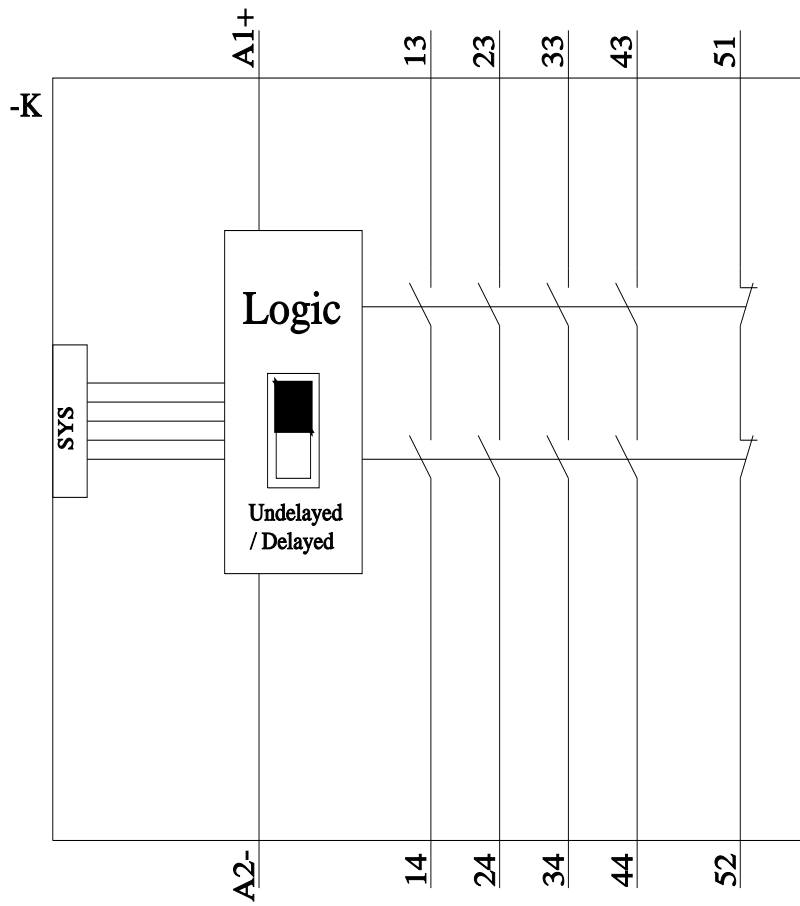 A1+
13
23
33
43
51
-K
Logic
SYS
Undelayed
/ Delayed
A2-
14
24
34
44
52